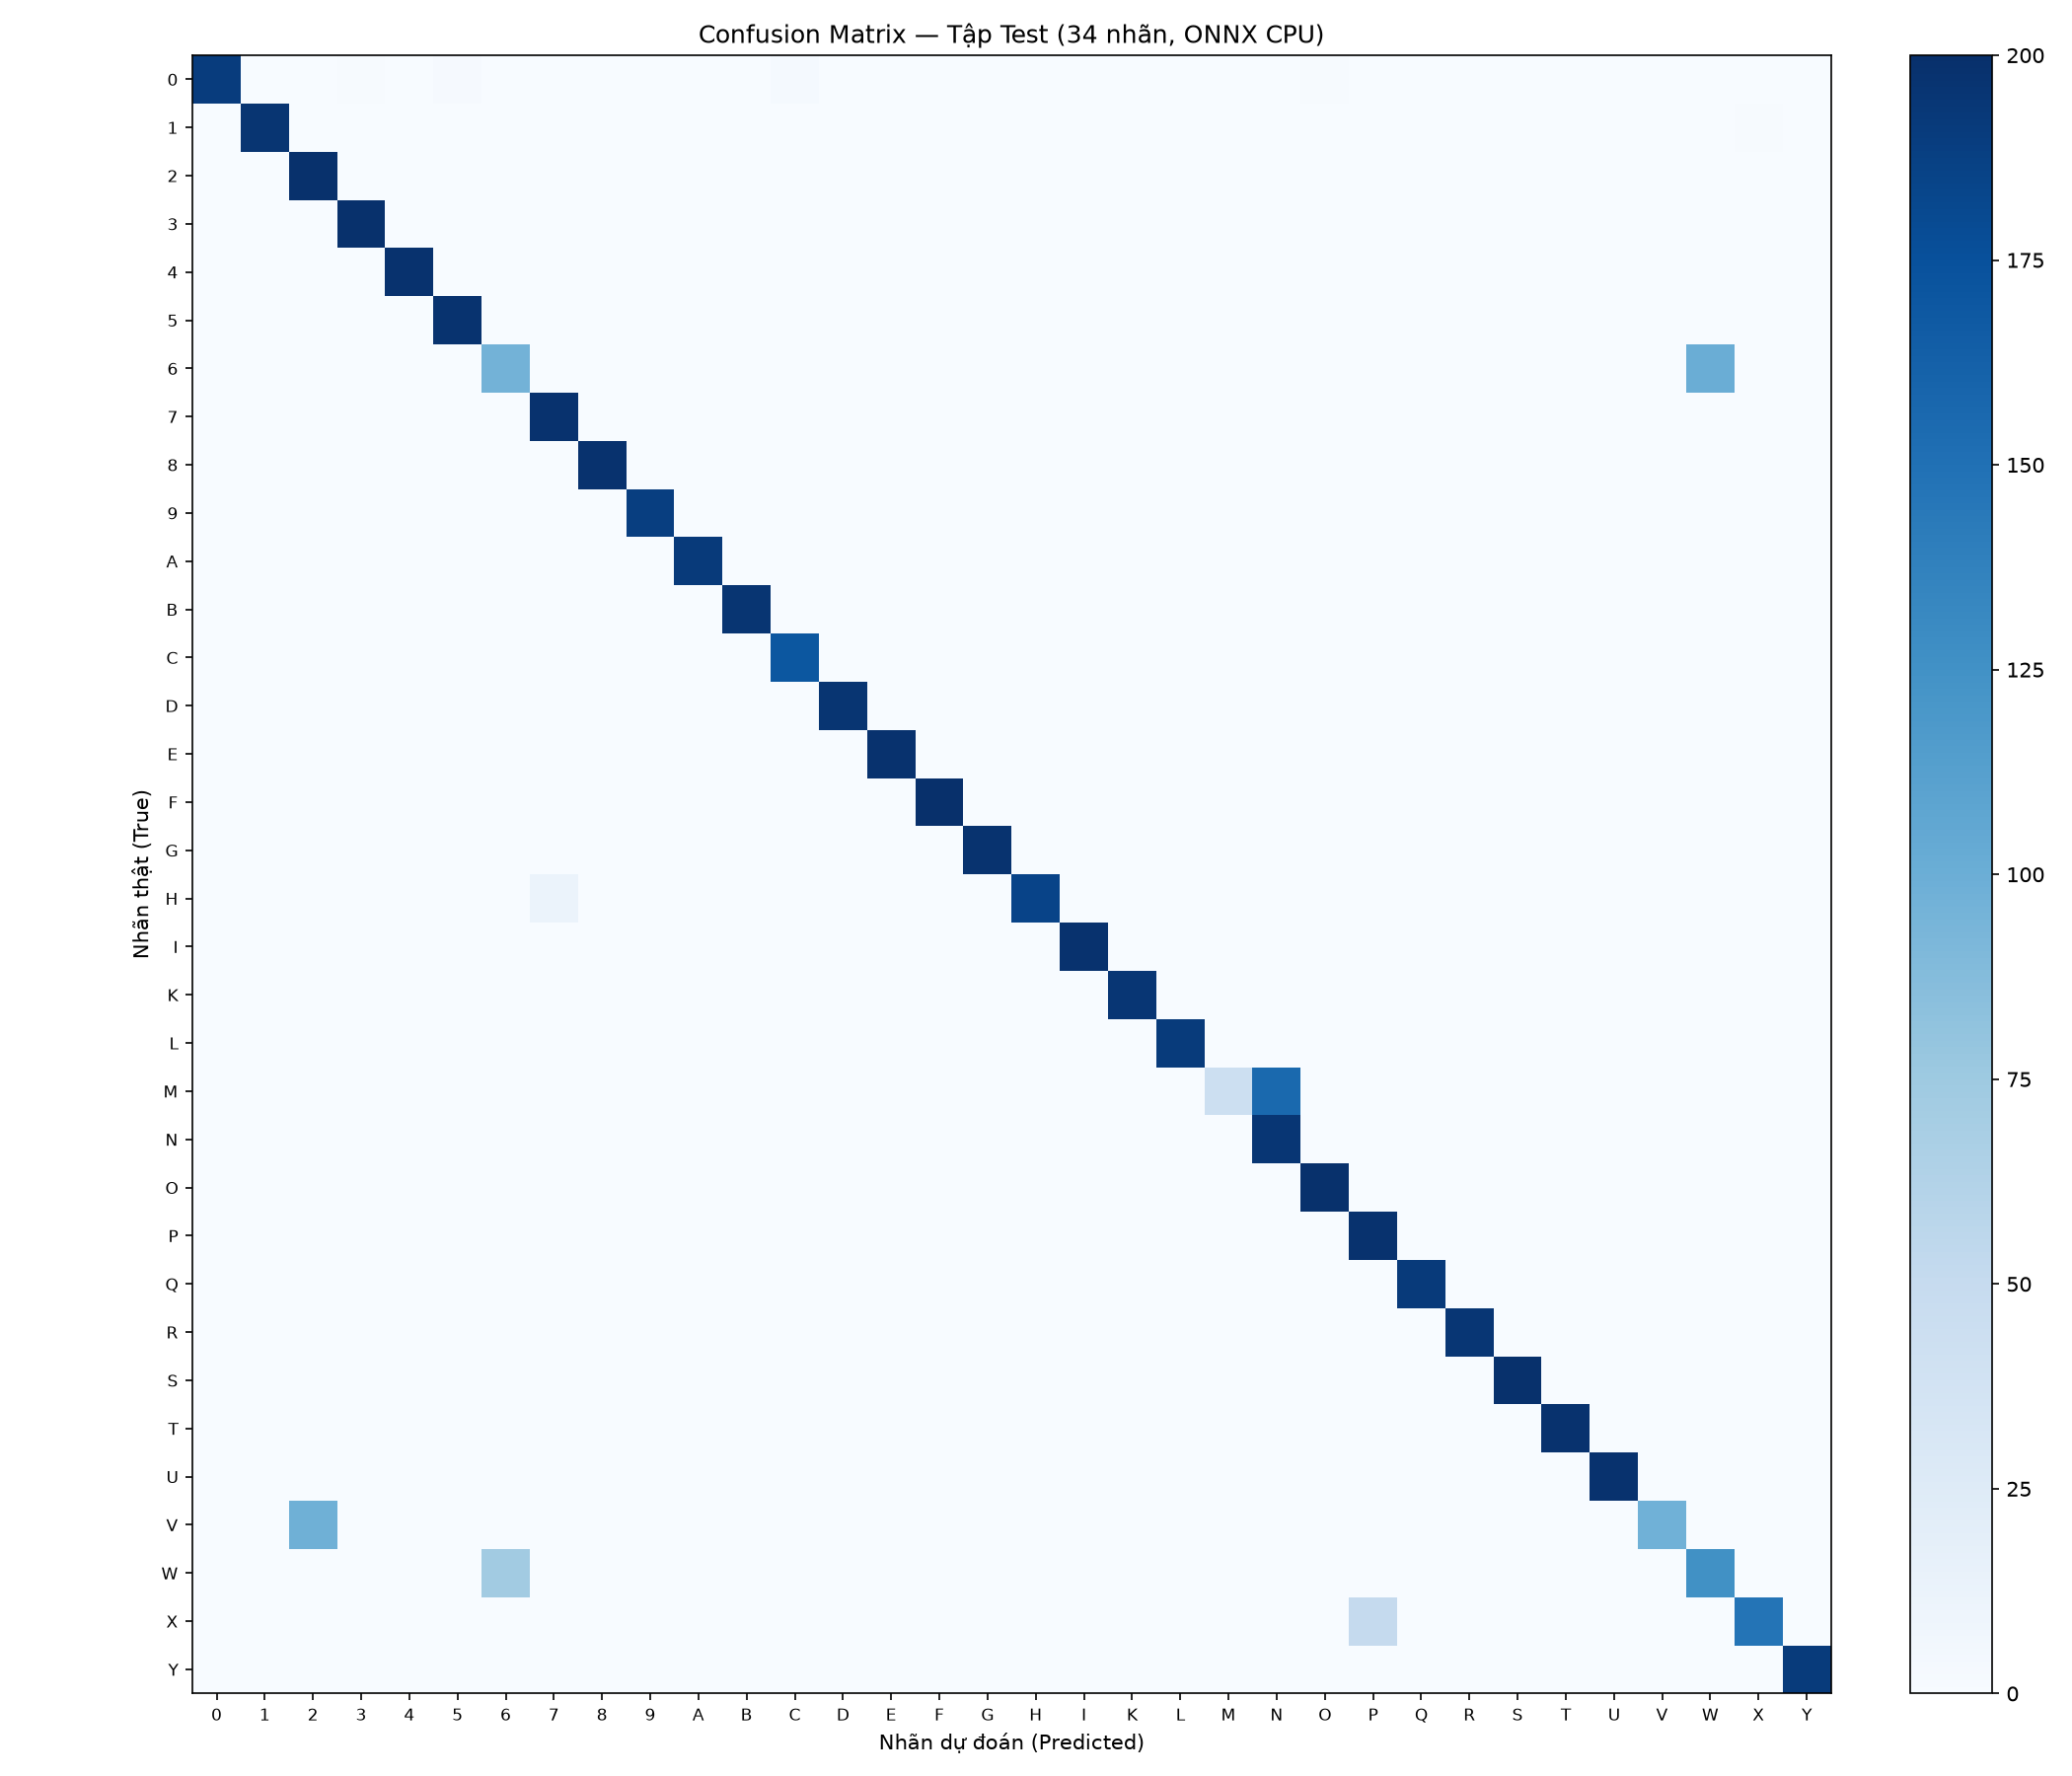 Confusion Matrix — Tập Test (34 nhãn, ONNX CPU)
Nhãn thật (True)
0
1
2
3
4
5
6
7
8
9
A
B
C
D
E
F
G
H
I
K
L
M
N
O
P
Q
R
S
T
U
V
W
X
Y
0 1 2 3 4 5 6 7 8 9 A B C D E F G H I K L M N O P Q R S T U V W X Y
Nhãn dự đoán (Predicted)
200
175
150
125
100
75
50
25
0